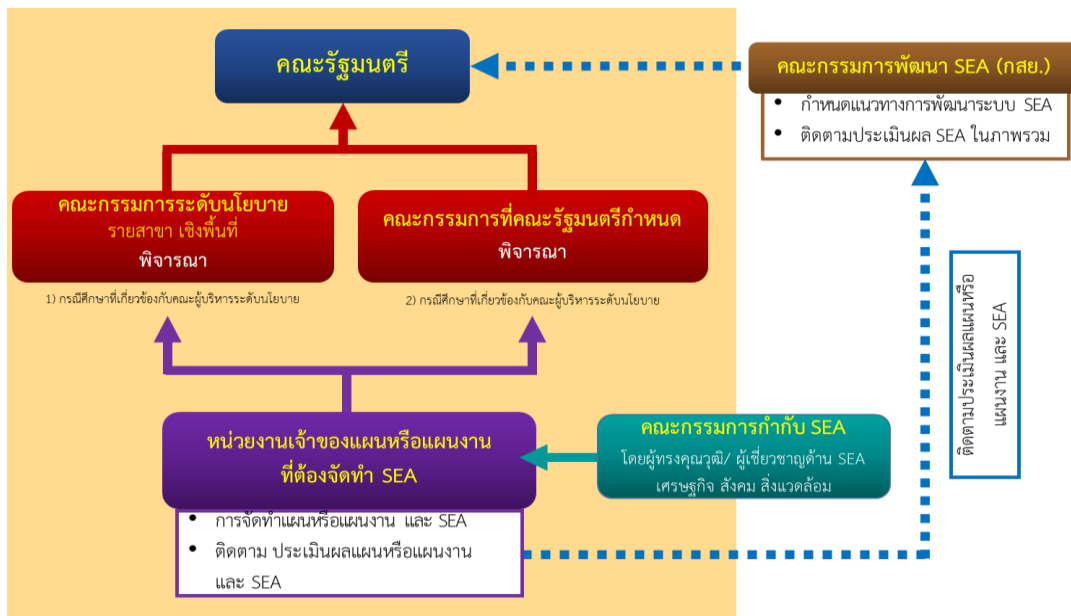 คณะรัฐมนตรี
คณะกรรมการพัฒนา SEA (กสย.)
• กำหนดแนวทางการพัฒนาระบบ SEA
• ติดตามประเมินผล SEA ในภาพรวม
คณะกรรมการระดับนโยบาย
รายสาขา เชิงพื้นที่
พิจารณา
คณะกรรมการที่คณะรัฐมนตรีกำหนด
พิจารณา
1) กรณีศึกษาที่เกี่ยวข้องกับคณะผู้บริหารระดับนโยบาย
2) กรณีศึกษาที่เกี่ยวข้องกับคณะผู้บริหารระดับนโยบาย
ติดตามประเมินผลแผนหรือ
แผนงาน และ SEA
หน่วยงานเจ้าของแผนหรือแผนงาน
ที่ต้องจัดทำ SEA
คณะกรรมการกำกับ SEA
โดยผู้ทรงคุณวุฒิ/ ผู้เชี่ยวชาญด้าน SEA
เศรษฐกิจ สังคม สิ่งแวดล้อม
• การจัดทำแผนหรือแผนงาน และ SEA
• ติดตาม ประเมินผลแผนหรือแผนงาน
และ SEA